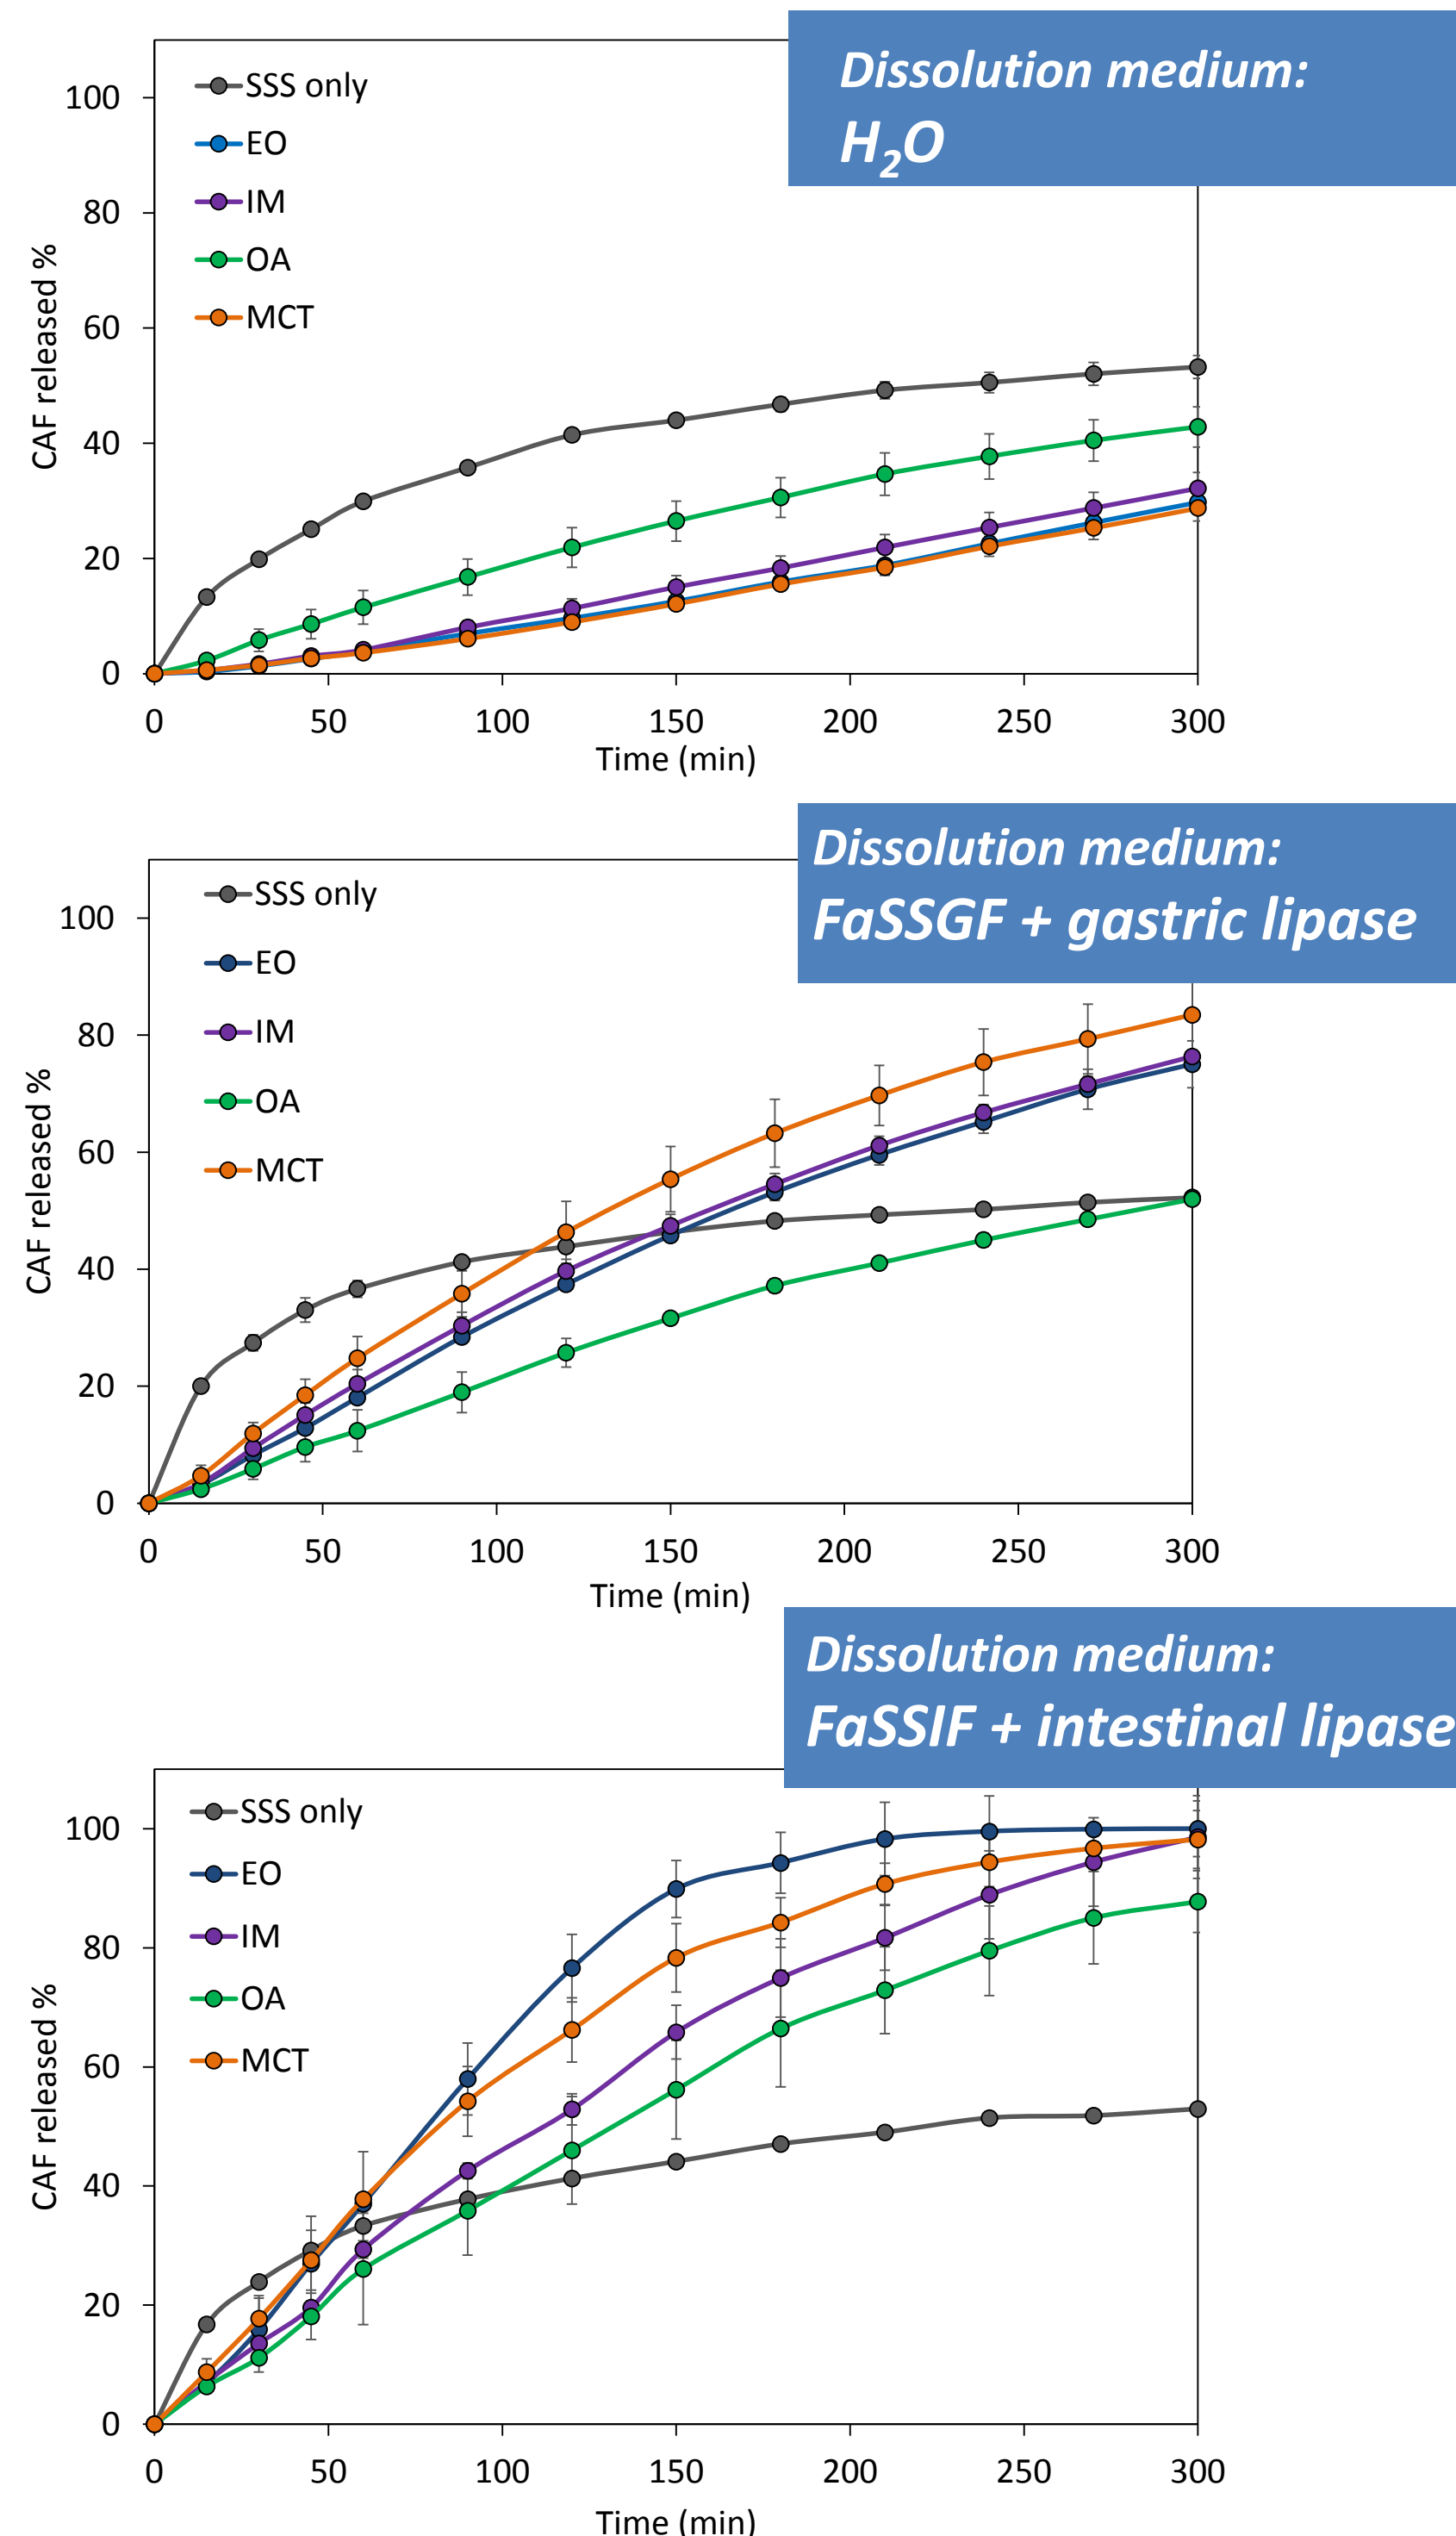 Dissolution medium:
H₂O
SSS only
EO
IM
OA
MCT
CAF released %
100
80
60
40
20
0
0 50 100 150 200 250 300
Time (min)
Dissolution medium:
FaSSGF + gastric lipase
SSS only
EO
IM
OA
MCT
CAF released %
100
80
60
40
20
0
0 50 100 150 200 250 300
Time (min)
Dissolution medium:
FaSSIF + intestinal lipase
SSS only
EO
IM
OA
MCT
CAF released %
100
80
60
40
20
0
0 50 100 150 200 250 300
Time (min)